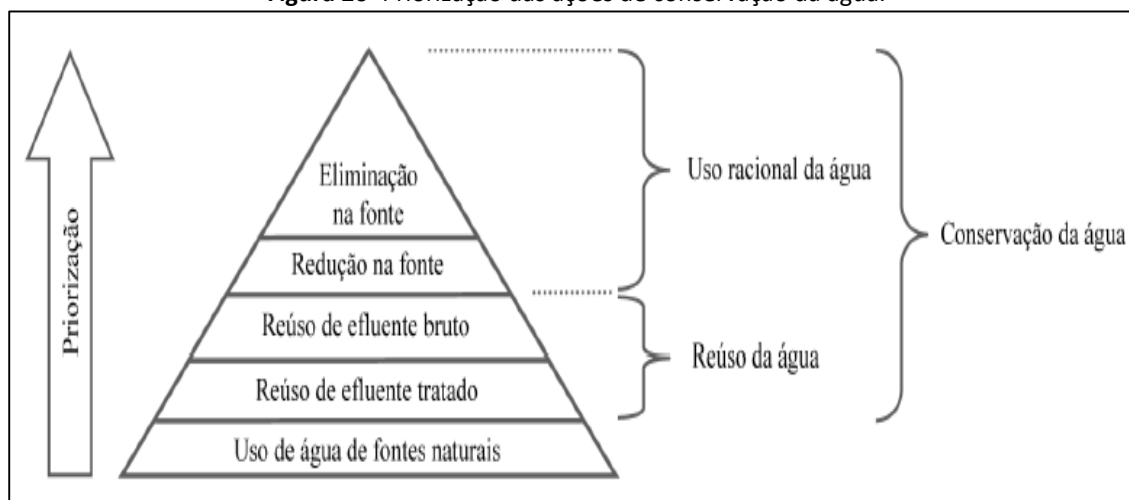 Figura Priorização das ações de conservação da água.
Priorização
Eliminação
na fonte
Redução na fonte
Reúso de efluente bruto
Reúso de efluente tratado
Uso de água de fontes naturais
Uso racional da água
Reúso da água
Conservação da água